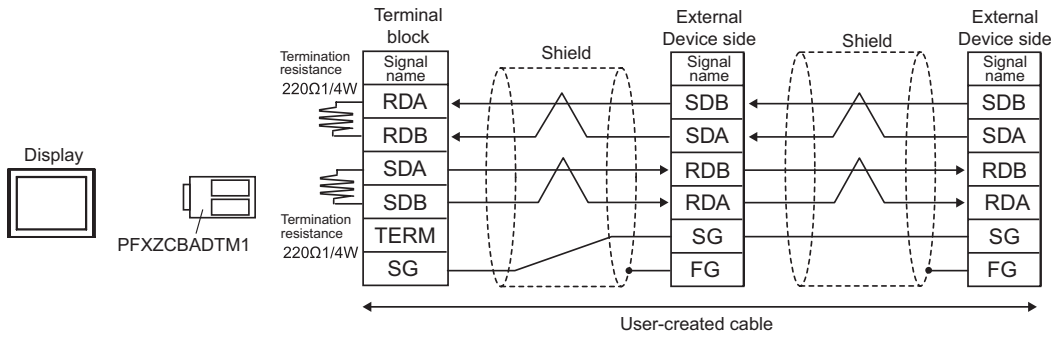 Display
PFXZCBADTM1
Termination
resistance
220Ω1/4W
Termination
resistance
220Ω1/4W
Terminal
block
Signal
name
RDA
RDB
SDA
SDB
TERM
SG
Shield
External
Device side
Signal
name
SDB
SDA
RDB
RDA
SG
FG
Shield
External
Device side
Signal
name
SDB
SDA
RDB
RDA
SG
FG
User-created cable